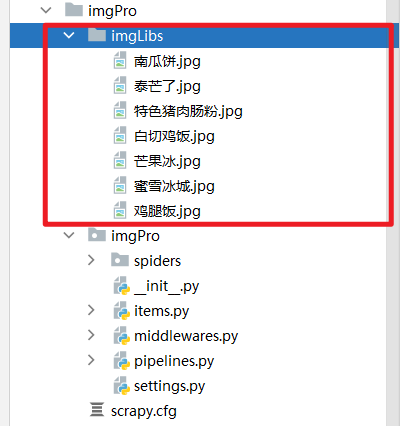 imgPro
imgLibs
南瓜饼.jpg
泰芒了.jpg
特色猪肉肠粉.jpg
白切鸡饭.jpg
芒果冰.jpg
蜜雪冰城.jpg
鸡腿饭.jpg
imgPro
spiders
__init__.py
items.py
middlewares.py
pipelines.py
settings.py
scrapy.cfg